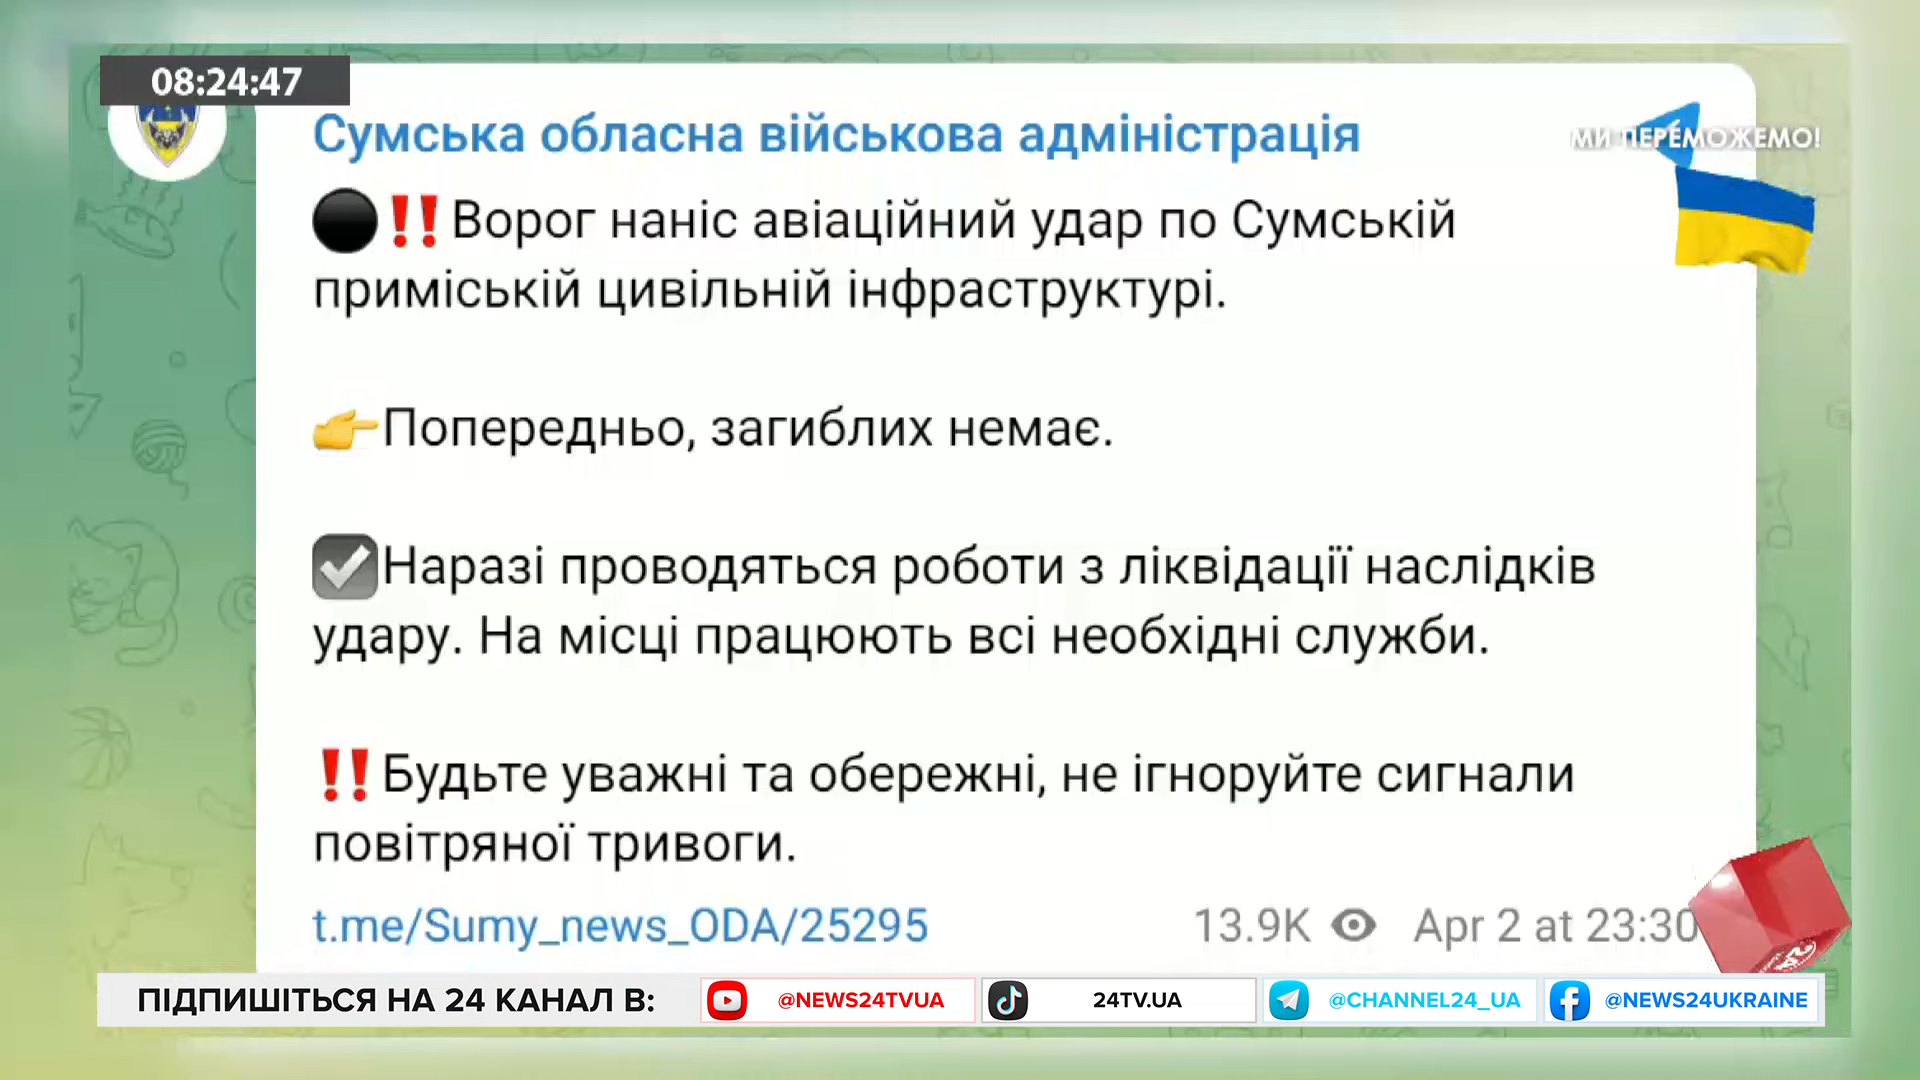 08:24:47
Сумська обласна військова адміністрація
МИ ПЕРЕМОЖЕМО!
‼Ворог наніс авіаційний удар по Сумській
приміській цивільній інфраструктурі.
👉Попередньо, загиблих немає.
☑Наразі проводяться роботи з ліквідації наслідків
удару. На місці працюють всі необхідні служби.
‼Будьте уважні та обережні, не ігноруйте сигнали
повітряної тривоги.
t.me/Sumy_news_ODA/25295 13.9K Apr 2 at 23:30
24
ПІДПИШІТЬСЯ НА 24 КАНАЛ В: @NEWS24TVUA 24TV.UA @CHANNEL24_UA @NEWS24UKRAINE